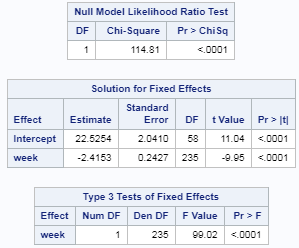 Null Model Likelihood Ratio Test
DF Chi-Square Pr > ChiSq
1 114.81 <.0001
Solution for Fixed Effects
Effect Estimate Standard Error DF t Value Pr > |t|
Intercept 22.5254 2.0410 58 11.04 <.0001
week -2.4153 0.2427 235 -9.95 <.0001
Type 3 Tests of Fixed Effects
Effect Num DF Den DF F Value Pr > F
week 1 235 99.02 <.0001